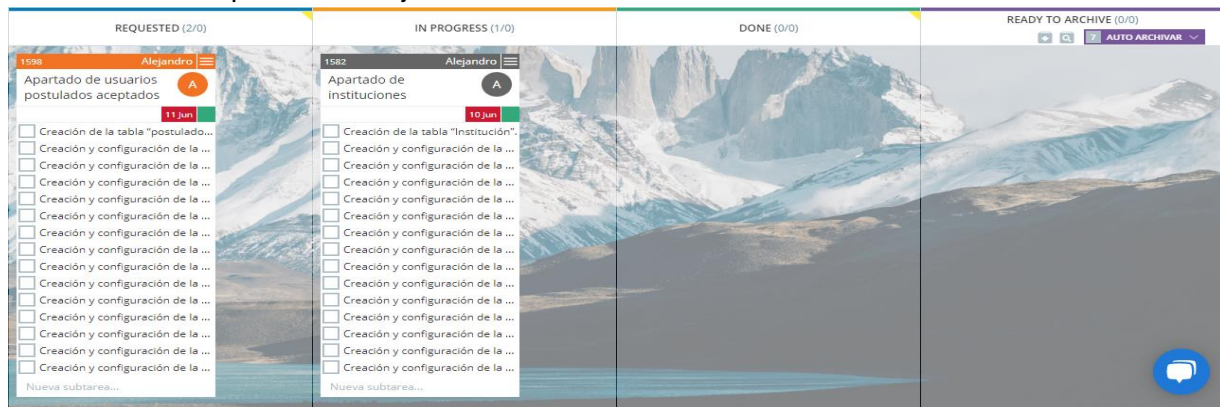 REQUESTED (2/0)
IN PROGRESS (1/0)
DONE (0/0)
READY TO ARCHIVE (0/0)
7 AUTO ARCHIVAR
1598 Alejandro
Apartado de usuarios
postulados aceptados
A
11 Jun
Creación de la tabla "postulado...
Creación y configuración de la ...
Creación y configuración de la ...
Creación y configuración de la ...
Creación y configuración de la ...
Creación y configuración de la ...
Creación y configuración de la ...
Creación y configuración de la ...
Creación y configuración de la ...
Creación y configuración de la ...
Creación y configuración de la ...
Creación y configuración de la ...
Creación y configuración de la ...
Creación y configuración de la ...
Creación y configuración de la ...
Nueva subtarea...
1582 Alejandro
Apartado de
instituciones
A
10 Jun
Creación de la tabla "Institución".
Creación y configuración de la ...
Creación y configuración de la ...
Creación y configuración de la ...
Creación y configuración de la ...
Creación y configuración de la ...
Creación y configuración de la ...
Creación y configuración de la ...
Creación y configuración de la ...
Creación y configuración de la ...
Creación y configuración de la ...
Creación y configuración de la ...
Creación y configuración de la ...
Creación y configuración de la ...
Creación y configuración de la ...
Nueva subtarea...